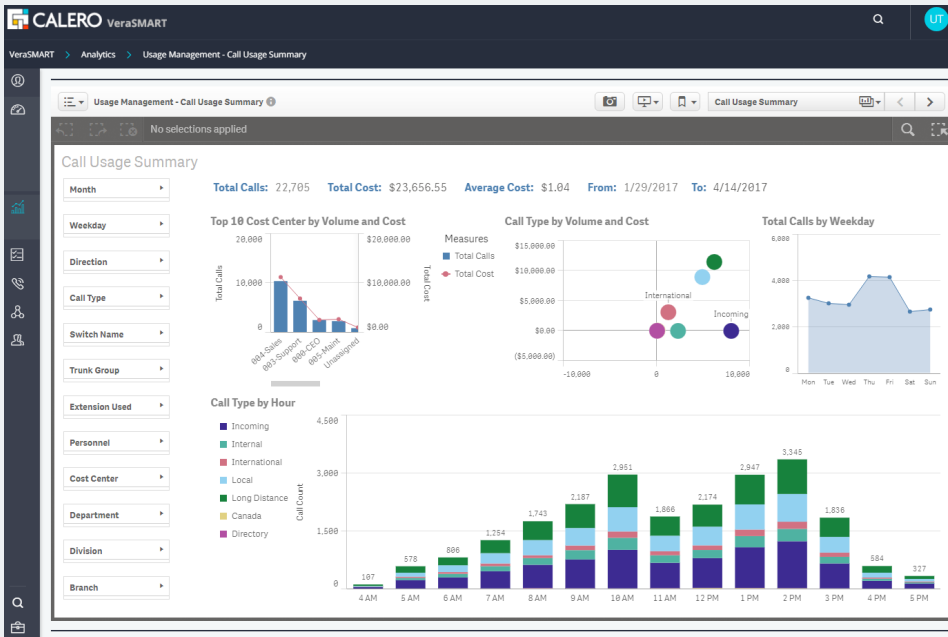 CALERO VeraSMART
UT
VeraSMART > Analytics > Usage Management - Call Usage Summary
Usage Management - Call Usage Summary
Call Usage Summary
No selections applied
Call Usage Summary
Month
Weekday
Direction
Call Type
Switch Name
Trunk Group
Extension Used
Personnel
Cost Center
Department
Division
Branch
Total Calls: 22,705 Total Cost: $23,656.55 Average Cost: $1.04 From: 1/29/2017 To: 4/14/2017
Top 10 Cost Center by Volume and Cost
20,000
10,000
0
Total Calls
$20,000.00
$10,000.00
$0.00
Total Cost
004-Sales
003-Support
000-CEO
005-Maint
Unassigned
Measures
Total Calls
Total Cost
Call Type by Volume and Cost
$15,000.00
$10,000.00
$5,000.00
$0.00
($5,000.00)
International
Incoming
-10,000 0 10,000
Total Calls by Weekday
6,000
4,000
2,000
0
Mon Tue Wed Thu Fri Sat Sun
Call Type by Hour
Incoming
Internal
International
Local
Long Distance
Canada
Directory
Call Count
4,500
3,000
1,500
0
107 578 806 1,254 1,743 2,187 2,951 1,866 2,174 2,947 3,345 1,836 584 327
4 AM 5 AM 6 AM 7 AM 8 AM 9 AM 10 AM 11 AM 12 PM 1 PM 2 PM 3 PM 4 PM 5 PM